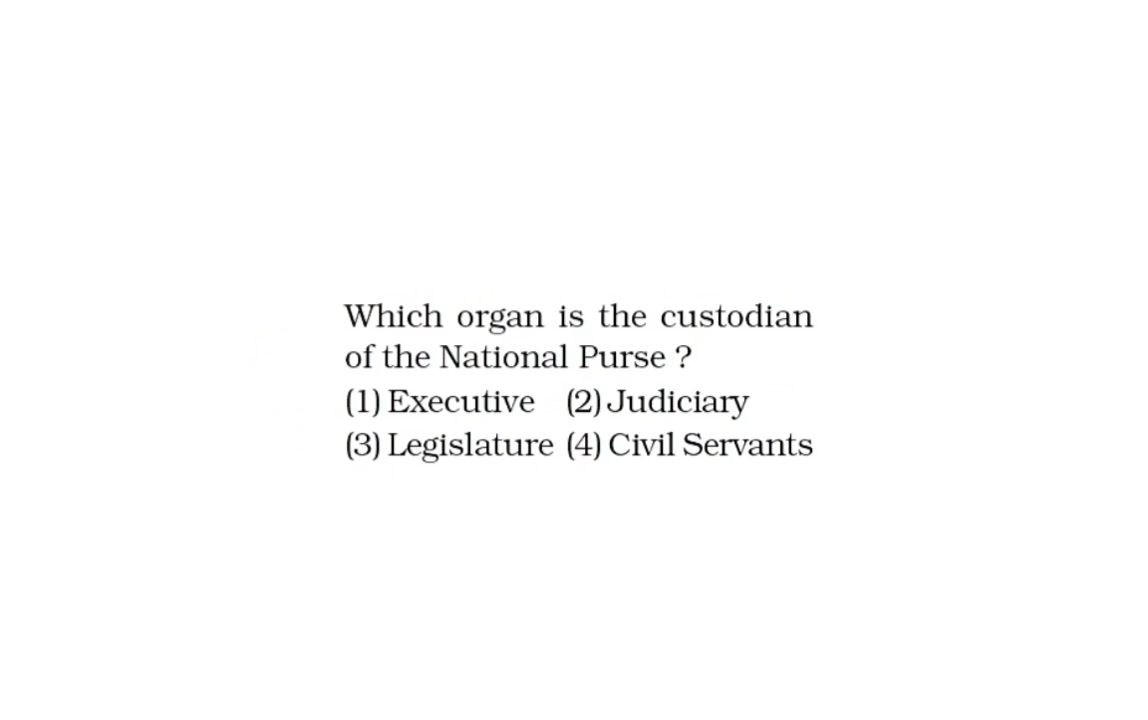 Which organ is the custodian
of the National Purse ?
(1) Executive (2) Judiciary
(3) Legislature (4) Civil Servants